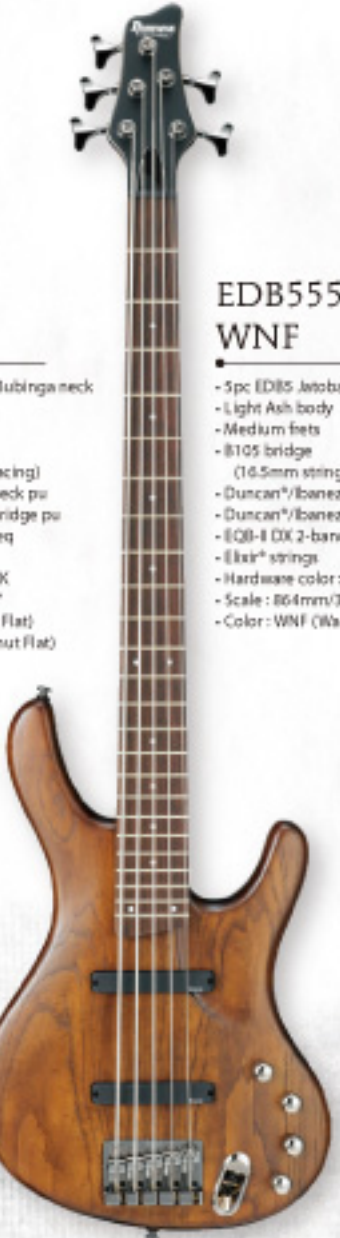 Ibanez
Bubinga neck
acing)
eck pu
ridge pu
eq
K
Flat)
nut Flat)
EDB555
WNF
- 5pc EDB5 Jatoba
- Light Ash body
- Medium frets
- B105 bridge
(16.5mm string
- Duncan®/Ibanez
- Duncan®/Ibanez
- EQB-II DX 2-ban
- Elixir® strings
- Hardware color :
- Scale : 864mm/3
- Color : WNF (Wa